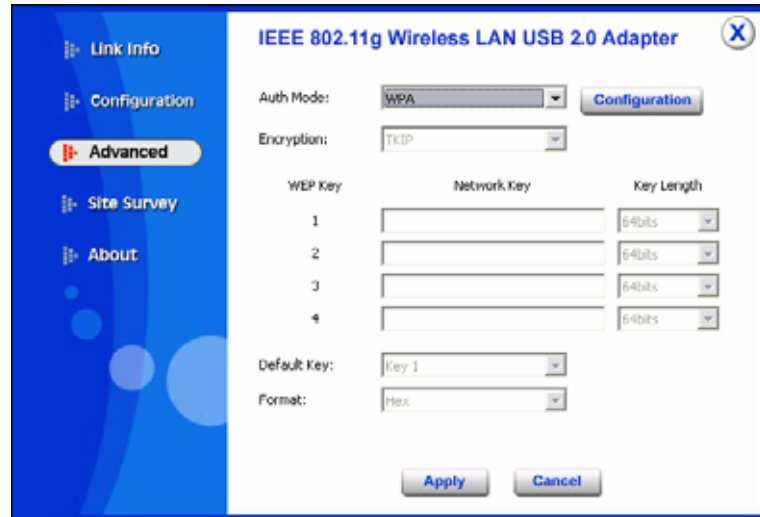 IEEE 802.11g Wireless LAN USB 2.0 Adapter X
Link Info
Configuration
Advanced
Site Survey
About
Auth Mode: WPA Configuration
Encryption: TKIP
WEP Key Network Key Key Length
1 64bits
2 64bits
3 64bits
4 64bits
Default Key: Key 1
Format: Hex
Apply Cancel